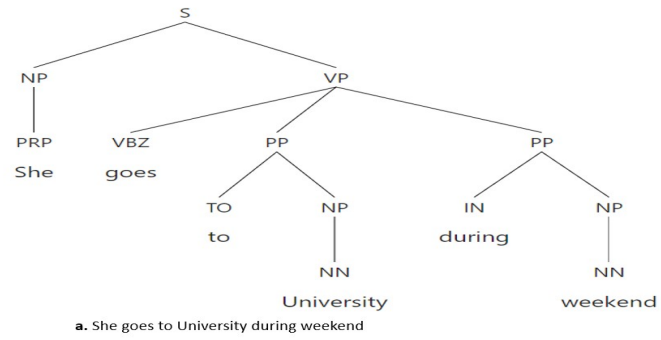 S
NP VP
PRP VBZ PP PP
She goes
TO NP IN NP
to during
NN NN
University weekend
a. She goes to University during weekend